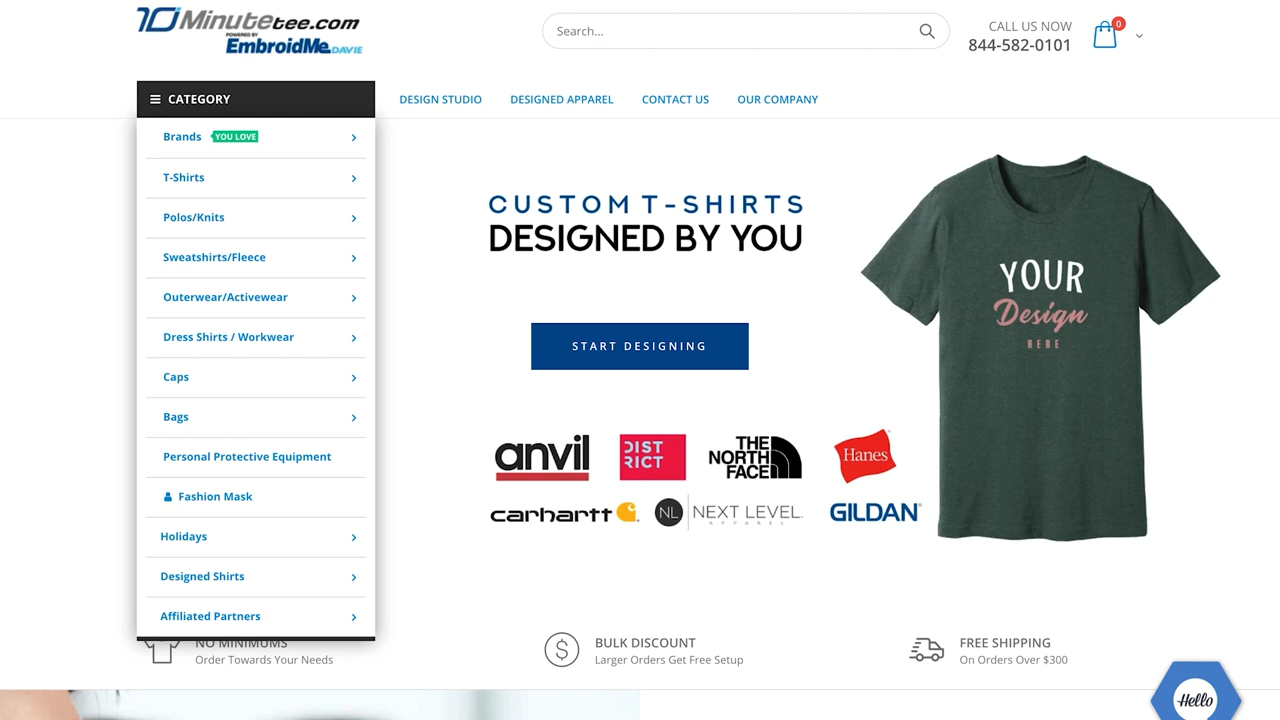 10Minutetee.com
POWERED BY
EmbroidMe.DAVIE
Search...
CALL US NOW
844-582-0101
0
CATEGORY
DESIGN STUDIO
DESIGNED APPAREL
CONTACT US
OUR COMPANY
Brands YOU LOVE
T-Shirts
Polos/Knits
Sweatshirts/Fleece
Outerwear/Activewear
Dress Shirts / Workwear
Caps
Bags
Personal Protective Equipment
Fashion Mask
Holidays
Designed Shirts
Affiliated Partners
CUSTOM T-SHIRTS
DESIGNED BY YOU
START DESIGNING
YOUR
Design
HERE
anvil
DIST
RICT
THE
NORTH
FACE
Hanes
carhartt
NL NEXT LEVEL
APPAREL
GILDAN
NO MINIMUMS
Order Towards Your Needs
BULK DISCOUNT
Larger Orders Get Free Setup
FREE SHIPPING
On Orders Over $300
Hello